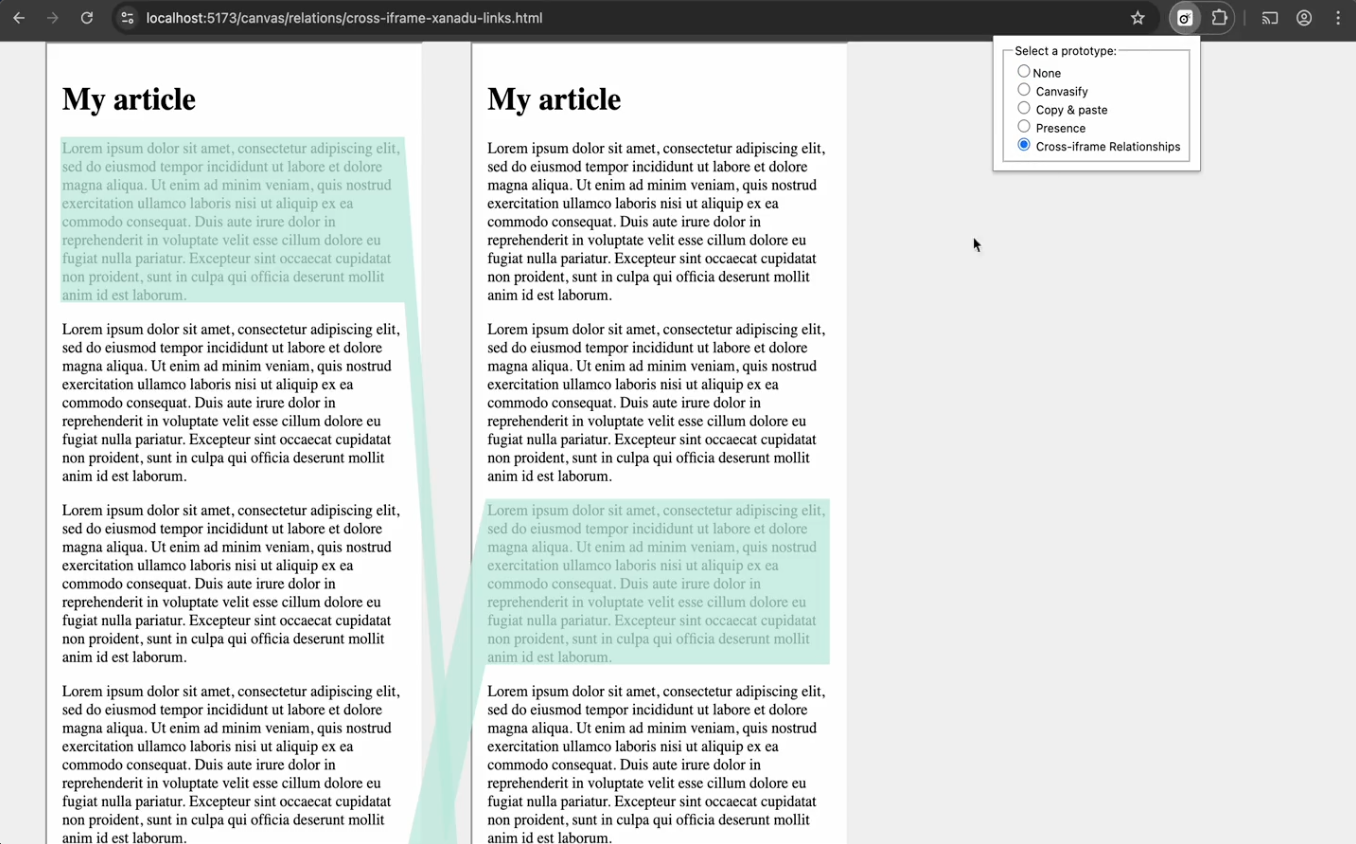 localhost:5173/canvas/relations/cross-iframe-xanadu-links.html
Select a prototype:
None
Canvasify
Copy & paste
Presence
Cross-iframe Relationships
My article
Lorem ipsum dolor sit amet, consectetur adipiscing elit,
sed do eiusmod tempor incididunt ut labore et dolore
magna aliqua. Ut enim ad minim veniam, quis nostrud
exercitation ullamco laboris nisi ut aliquip ex ea
commodo consequat. Duis aute irure dolor in
reprehenderit in voluptate velit esse cillum dolore eu
fugiat nulla pariatur. Excepteur sint occaecat cupidatat
non proident, sunt in culpa qui officia deserunt mollit
anim id est laborum.
Lorem ipsum dolor sit amet, consectetur adipiscing elit,
sed do eiusmod tempor incididunt ut labore et dolore
magna aliqua. Ut enim ad minim veniam, quis nostrud
exercitation ullamco laboris nisi ut aliquip ex ea
commodo consequat. Duis aute irure dolor in
reprehenderit in voluptate velit esse cillum dolore eu
fugiat nulla pariatur. Excepteur sint occaecat cupidatat
non proident, sunt in culpa qui officia deserunt mollit
anim id est laborum.
Lorem ipsum dolor sit amet, consectetur adipiscing elit,
sed do eiusmod tempor incididunt ut labore et dolore
magna aliqua. Ut enim ad minim veniam, quis nostrud
exercitation ullamco laboris nisi ut aliquip ex ea
commodo consequat. Duis aute irure dolor in
reprehenderit in voluptate velit esse cillum dolore eu
fugiat nulla pariatur. Excepteur sint occaecat cupidatat
non proident, sunt in culpa qui officia deserunt mollit
anim id est laborum.
Lorem ipsum dolor sit amet, consectetur adipiscing elit,
sed do eiusmod tempor incididunt ut labore et dolore
magna aliqua. Ut enim ad minim veniam, quis nostrud
exercitation ullamco laboris nisi ut aliquip ex ea
commodo consequat. Duis aute irure dolor in
reprehenderit in voluptate velit esse cillum dolore eu
fugiat nulla pariatur. Excepteur sint occaecat cupidatat
non proident, sunt in culpa qui officia deserunt mollit
anim id est laborum.
My article
Lorem ipsum dolor sit amet, consectetur adipiscing elit,
sed do eiusmod tempor incididunt ut labore et dolore
magna aliqua. Ut enim ad minim veniam, quis nostrud
exercitation ullamco laboris nisi ut aliquip ex ea
commodo consequat. Duis aute irure dolor in
reprehenderit in voluptate velit esse cillum dolore eu
fugiat nulla pariatur. Excepteur sint occaecat cupidatat
non proident, sunt in culpa qui officia deserunt mollit
anim id est laborum.
Lorem ipsum dolor sit amet, consectetur adipiscing elit,
sed do eiusmod tempor incididunt ut labore et dolore
magna aliqua. Ut enim ad minim veniam, quis nostrud
exercitation ullamco laboris nisi ut aliquip ex ea
commodo consequat. Duis aute irure dolor in
reprehenderit in voluptate velit esse cillum dolore eu
fugiat nulla pariatur. Excepteur sint occaecat cupidatat
non proident, sunt in culpa qui officia deserunt mollit
anim id est laborum.
Lorem ipsum dolor sit amet, consectetur adipiscing elit,
sed do eiusmod tempor incididunt ut labore et dolore
magna aliqua. Ut enim ad minim veniam, quis nostrud
exercitation ullamco laboris nisi ut aliquip ex ea
commodo consequat. Duis aute irure dolor in
reprehenderit in voluptate velit esse cillum dolore eu
fugiat nulla pariatur. Excepteur sint occaecat cupidatat
non proident, sunt in culpa qui officia deserunt mollit
anim id est laborum.
Lorem ipsum dolor sit amet, consectetur adipiscing elit,
sed do eiusmod tempor incididunt ut labore et dolore
magna aliqua. Ut enim ad minim veniam, quis nostrud
exercitation ullamco laboris nisi ut aliquip ex ea
commodo consequat. Duis aute irure dolor in
reprehenderit in voluptate velit esse cillum dolore eu
fugiat nulla pariatur. Excepteur sint occaecat cupidatat
non proident, sunt in culpa qui officia deserunt mollit
anim id est laborum.